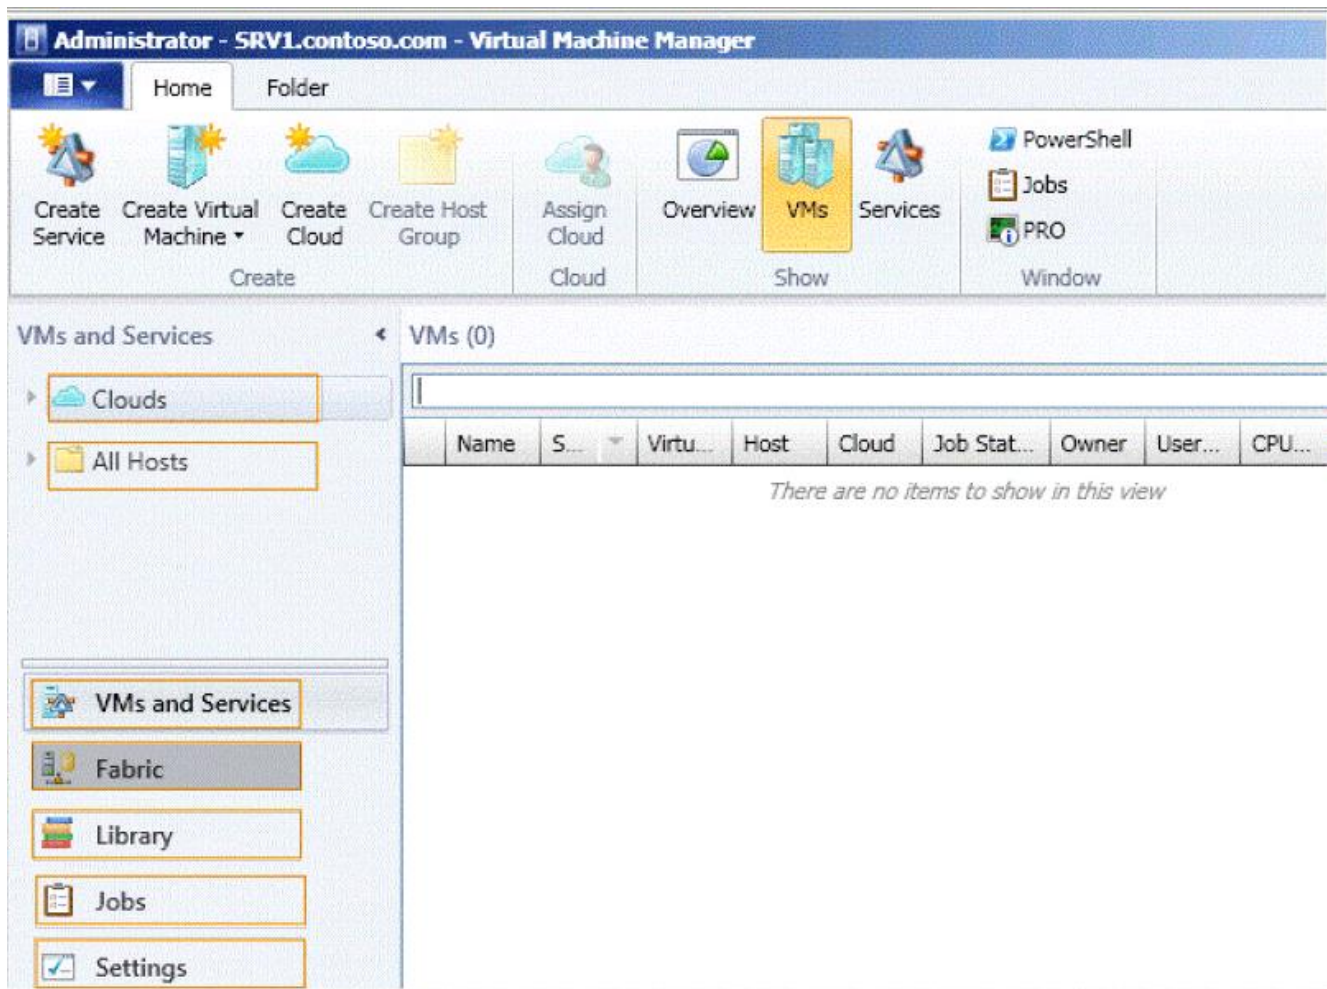 Administrator - SRV1.contoso.com - Virtual Machine Manager
Home Folder
Create Service
Create Virtual Machine
Create Cloud
Create Host Group
Assign Cloud
Overview
VMs
Services
PowerShell
Jobs
PRO
Create Cloud Show Window
VMs and Services
VMs (0)
Clouds
All Hosts
Name S... Virtu... Host Cloud Job Stat... Owner User... CPU...
There are no items to show in this view
VMs and Services
Fabric
Library
Jobs
Settings